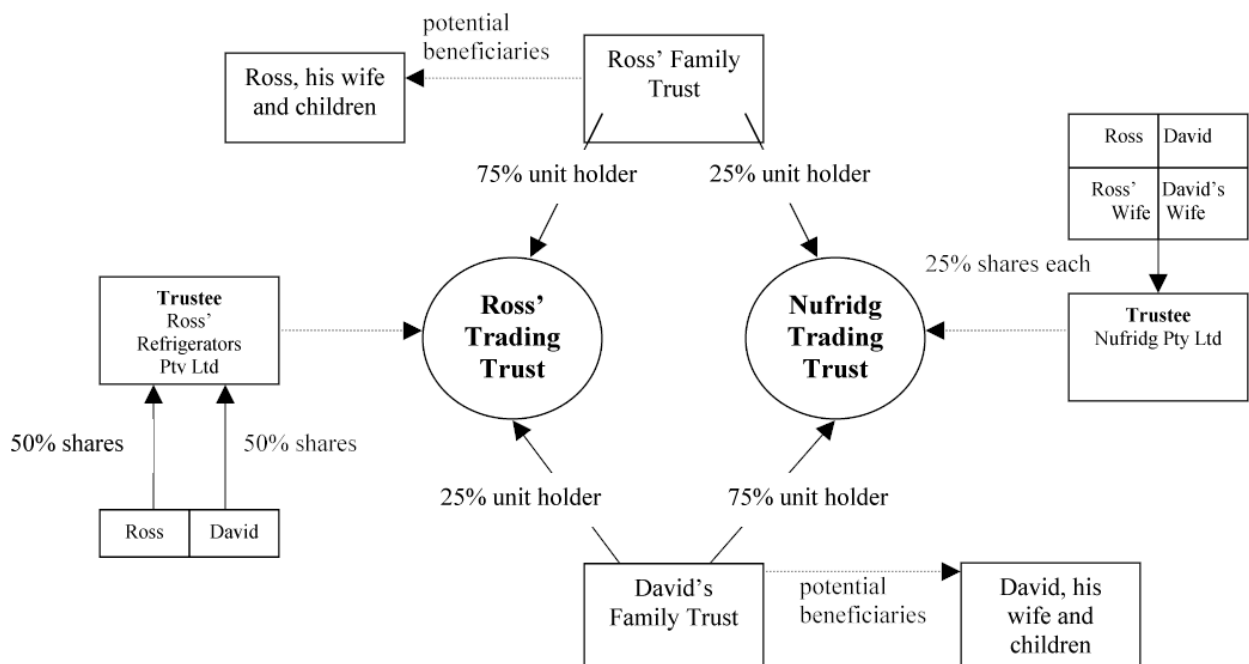 potential
beneficiaries
Ross' Family
Trust
Ross, his wife
and children
75% unit holder
25% unit holder
Ross
David
Ross'
Wife
David's
Wife
25% shares each
Trustee
Ross'
Refrigerators
Ptv Ltd
Ross'
Trading
Trust
Nufridg
Trading
Trust
Trustee
Nufridg Pty Ltd
50% shares
50% shares
25% unit holder
75% unit holder
Ross
David
David's
Family Trust
potential
beneficiaries
David, his
wife and
children